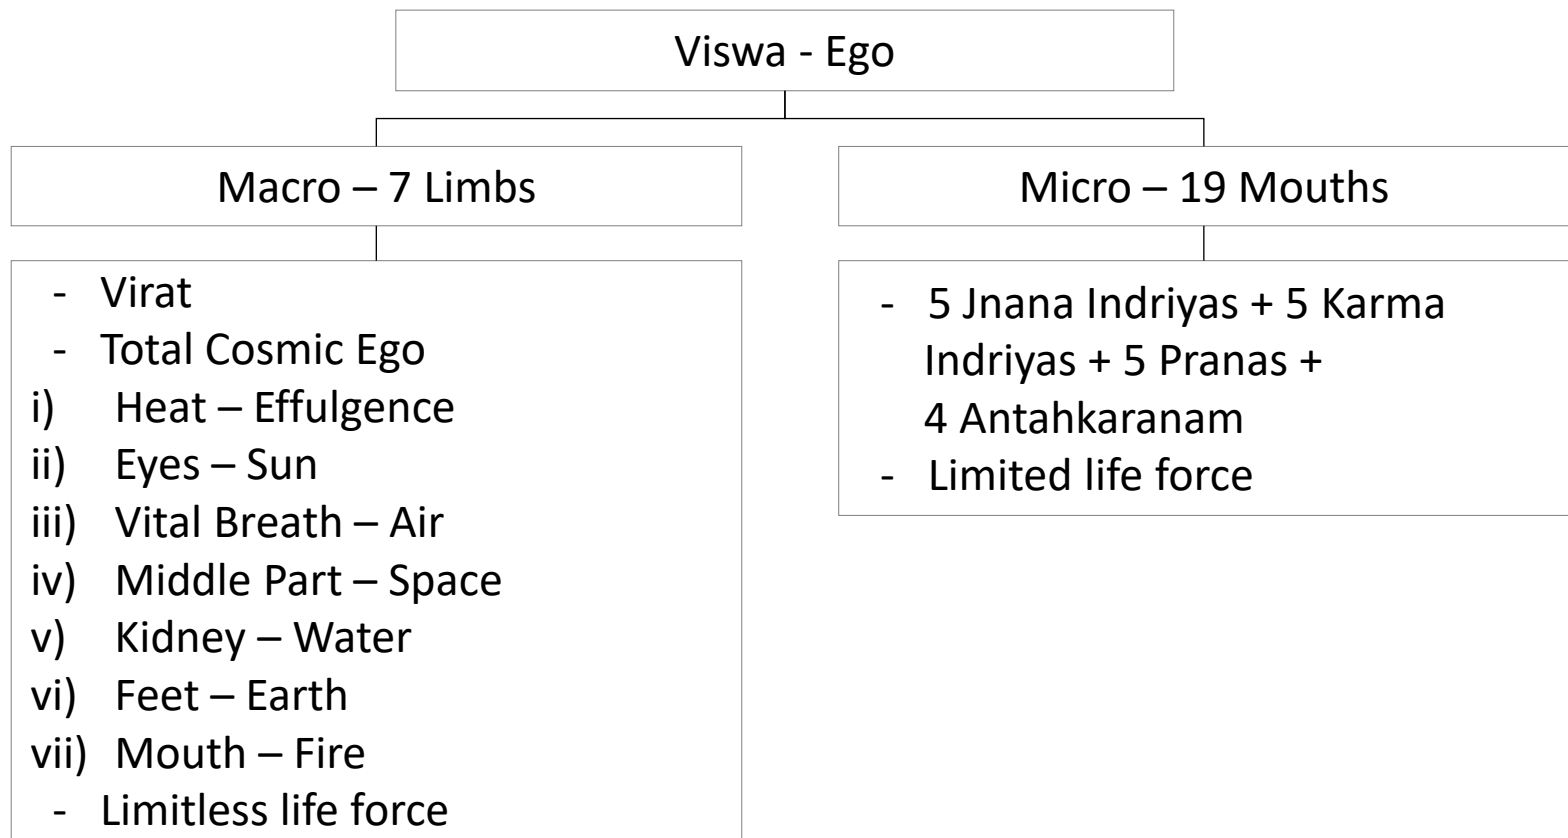 Viswa - Ego
Macro – 7 Limbs
- Virat
- Total Cosmic Ego
i) Heat – Effulgence
ii) Eyes – Sun
iii) Vital Breath – Air
iv) Middle Part – Space
v) Kidney – Water
vi) Feet – Earth
vii) Mouth – Fire
- Limitless life force
Micro – 19 Mouths
- 5 Jnana Indriyas + 5 Karma
Indriyas + 5 Pranas +
4 Antahkaranam
- Limited life force